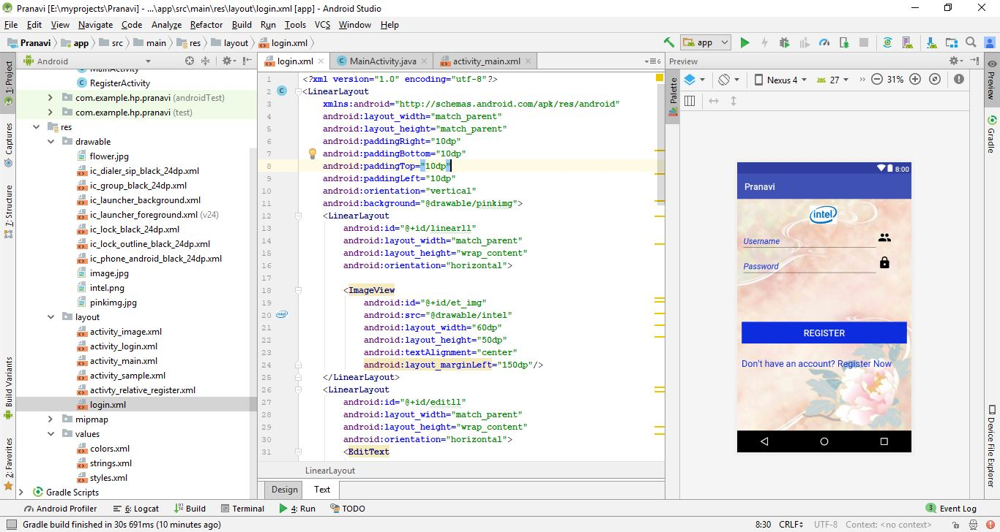 Pranavi [E:\myprojects\Pranavi] - ...\app\src\main\res\layout\login.xml [app] - Android Studio
File Edit View Navigate Code Analyze Refactor Build Run Tools VCS Window Help
Pranavi app src main res layout login.xml app
1: Project
Captures
7: Structure
Build Variants
2: Favorites
Android
MainActivity
RegisterActivity
com.example.hp.pranavi (androidTest)
com.example.hp.pranavi (test)
res
drawable
flower.jpg
ic_dialer_sip_black_24dp.xml
ic_group_black_24dp.xml
ic_launcher_background.xml
ic_launcher_foreground.xml (v24)
ic_lock_black_24dp.xml
ic_lock_outline_black_24dp.xml
ic_phone_android_black_24dp.xml
image.jpg
intel.png
pinkimg.jpg
layout
activity_image.xml
activity_login.xml
activity_main.xml
activity_sample.xml
activty_relative_register.xml
login.xml
mipmap
values
colors.xml
strings.xml
styles.xml
Gradle Scripts
login.xml MainActivity.java activity_main.xml 6
1 <?xml version="1.0" encoding="utf-8"?>
2 C <LinearLayout
3 xmlns:android="http://schemas.android.com/apk/res/android"
4 android:layout_width="match_parent"
5 android:layout_height="match_parent"
6 android:paddingRight="10dp"
7 android:paddingBottom="10dp"
8 android:paddingTop="10dp"
9 android:paddingLeft="10dp"
10 android:orientation="vertical"
11 android:background="@drawable/pinkimg">
12 <LinearLayout
13 android:id="@+id/linearll"
14 android:layout_width="match_parent"
15 android:layout_height="wrap_content"
16 android:orientation="horizontal">
17
18 <ImageView
19 android:id="@+id/et_img"
20 intel android:src="@drawable/intel"
21 android:layout_width="60dp"
22 android:layout_height="50dp"
23 android:textAlignment="center"
24 android:layout_marginLeft="150dp"/>
25 </LinearLayout>
26 <LinearLayout
27 android:id="@+id/editll"
28 android:layout_width="match_parent"
29 android:layout_height="wrap_content"
30 android:orientation="horizontal">
31 <EditText
LinearLayout
Design Text
Preview
Palette
Nexus 4 27 » 31%
8:00
Pranavi
intel
Username
Password
REGISTER
Don't have an account? Register Now
Preview
Gradle
Device File Explorer
Android Profiler 6: Logcat Build Terminal 4: Run TODO 3 Event Log
Gradle build finished in 30s 691ms (10 minutes ago) 8:30 CRLF UTF-8 Context: <no context>